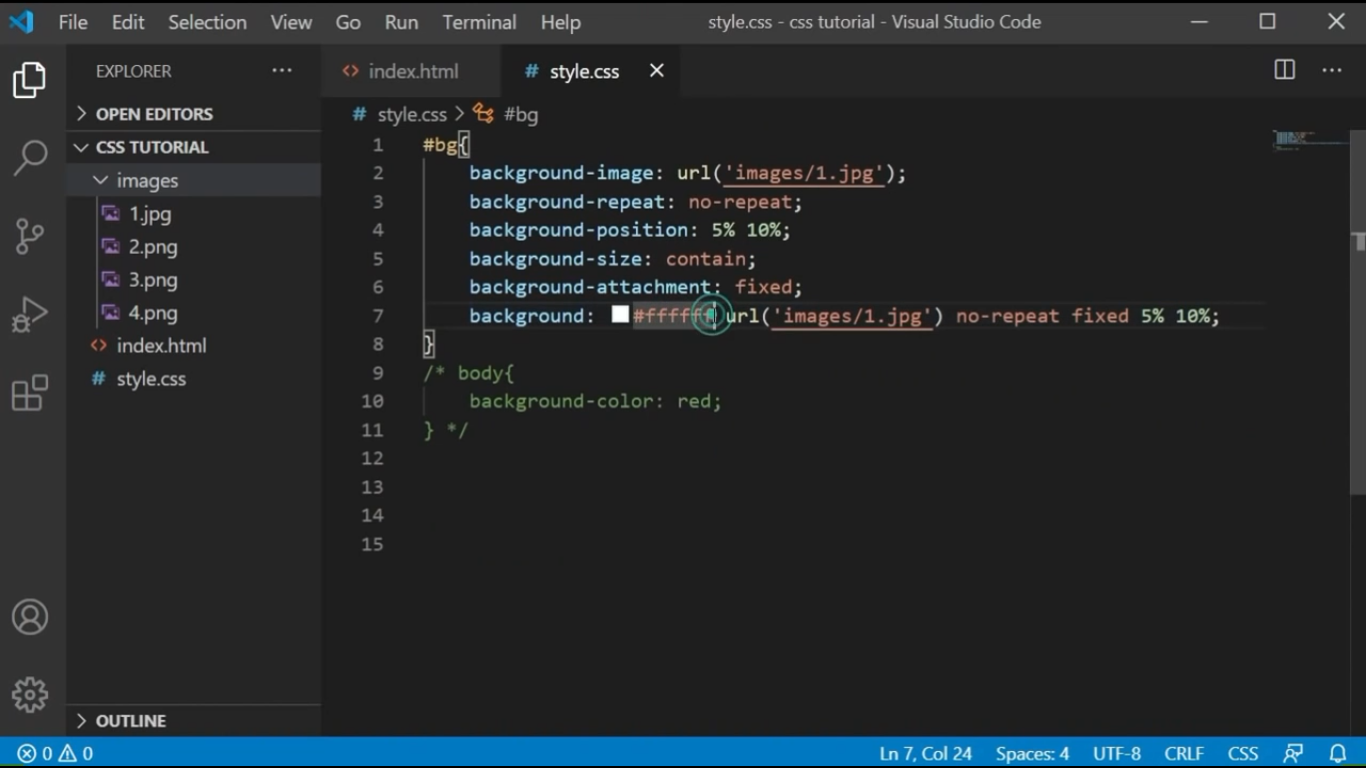 File Edit Selection View Go Run Terminal Help style.css - css tutorial - Visual Studio Code
EXPLORER
index.html
# style.css
OPEN EDITORS
# style.css > #bg
CSS TUTORIAL
images
1.jpg
2.png
3.png
4.png
index.html
# style.css
OUTLINE
1 #bg{
2 background-image: url('images/1.jpg');
3 background-repeat: no-repeat;
4 background-position: 5% 10%;
5 background-size: contain;
6 background-attachment: fixed;
7 background: #ffffff url('images/1.jpg') no-repeat fixed 5% 10%;
8 }
9 /* body{
10 background-color: red;
11 } */
12
13
14
15
0 0 Ln 7, Col 24 Spaces: 4 UTF-8 CRLF CSS